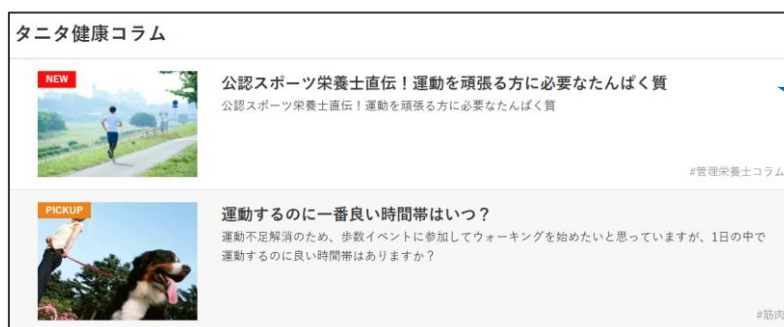 タニタ健康コラム
NEW
公認スポーツ栄養士直伝！運動を頑張る方に必要なたんぱく質
公認スポーツ栄養士直伝！運動を頑張る方に必要なたんぱく質
#管理栄養士コラム
PICKUP
運動するのに一番良い時間帯はいつ？
運動不足解消のため、歩数イベントに参加してウォーキングを始めたいと思っていますが、1日の中で
運動するのに良い時間帯はありますか？
#筋肉